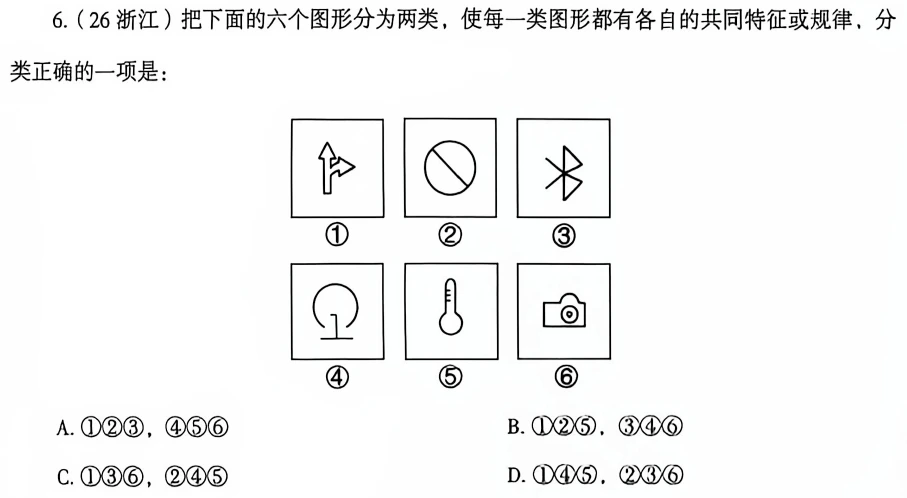 6.（26 浙江）把下面的六个图形分为两类，使每一类图形都有各自的共同特征或规律，分
类正确的一项是：
① ② ③
④ ⑤ ⑥
A. ①②③，④⑤⑥ B. ①②⑤，③④⑥
C. ①③⑥，②④⑤ D. ①④⑤，②③⑥